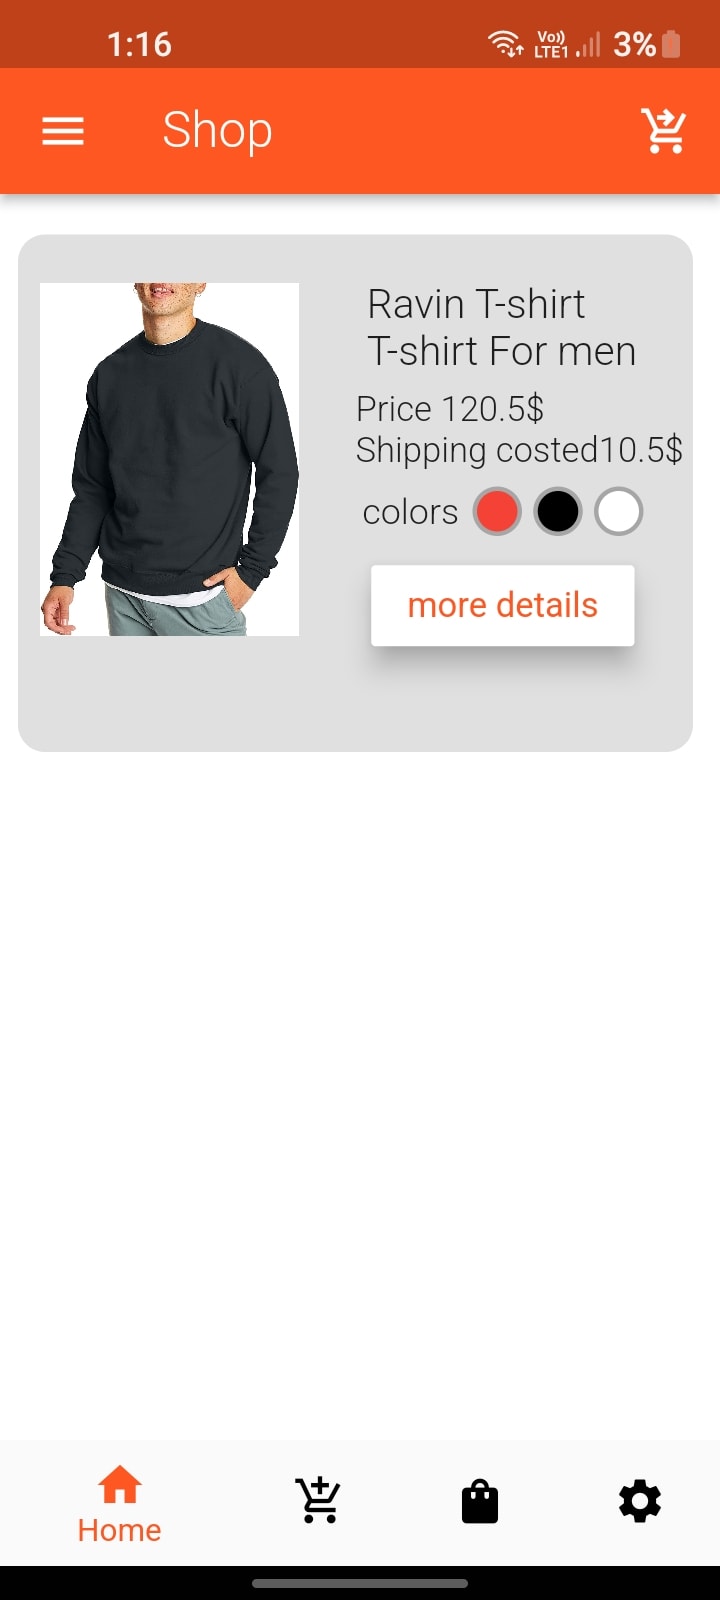 1:16 Vo)) LTE1 3%
Shop
Ravin T-shirt
T-shirt For men
Price 120.5$
Shipping costed10.5$
colors
more details
Home